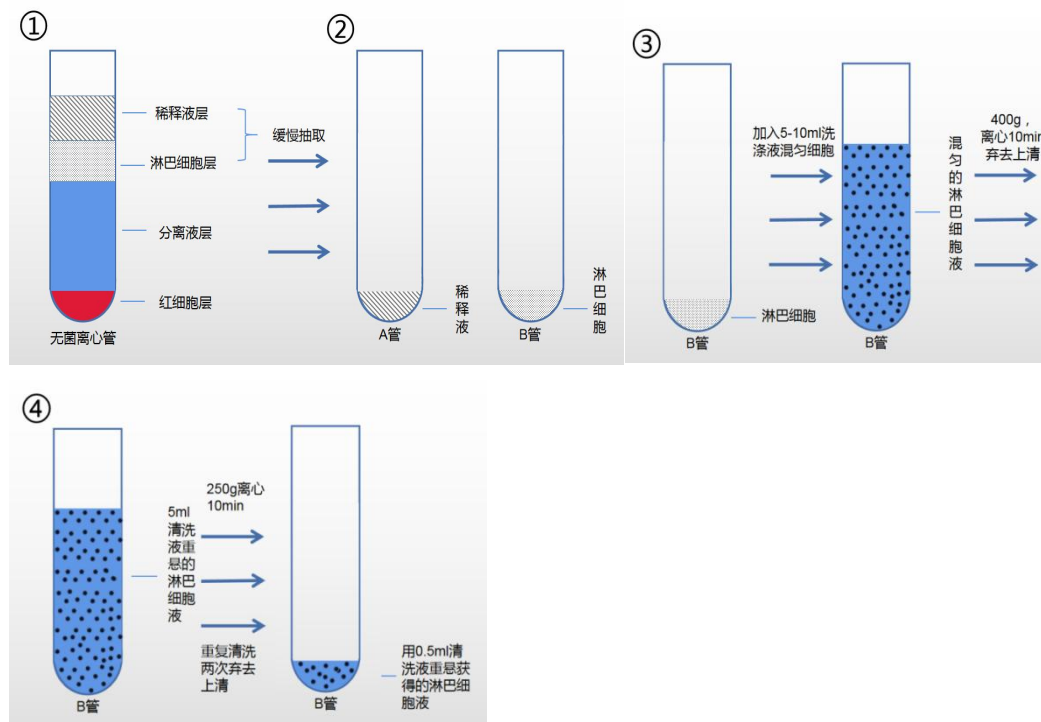 ①
稀释液层
淋巴细胞层
分离液层
红细胞层
无菌离心管
缓慢抽取
②
稀释液
A管
淋巴细胞
B管
③
淋巴细胞
B管
加入5-10ml洗
涤液混匀细胞
混匀的淋巴细胞液
B管
400g，
离心10min
弃去上清
④
B管
5ml
清洗
液重
悬的
淋巴
细胞
液
250g离心
10min
重复清洗
两次弃去
上清
用0.5ml清
洗液重悬获
得的淋巴细
胞液
B管